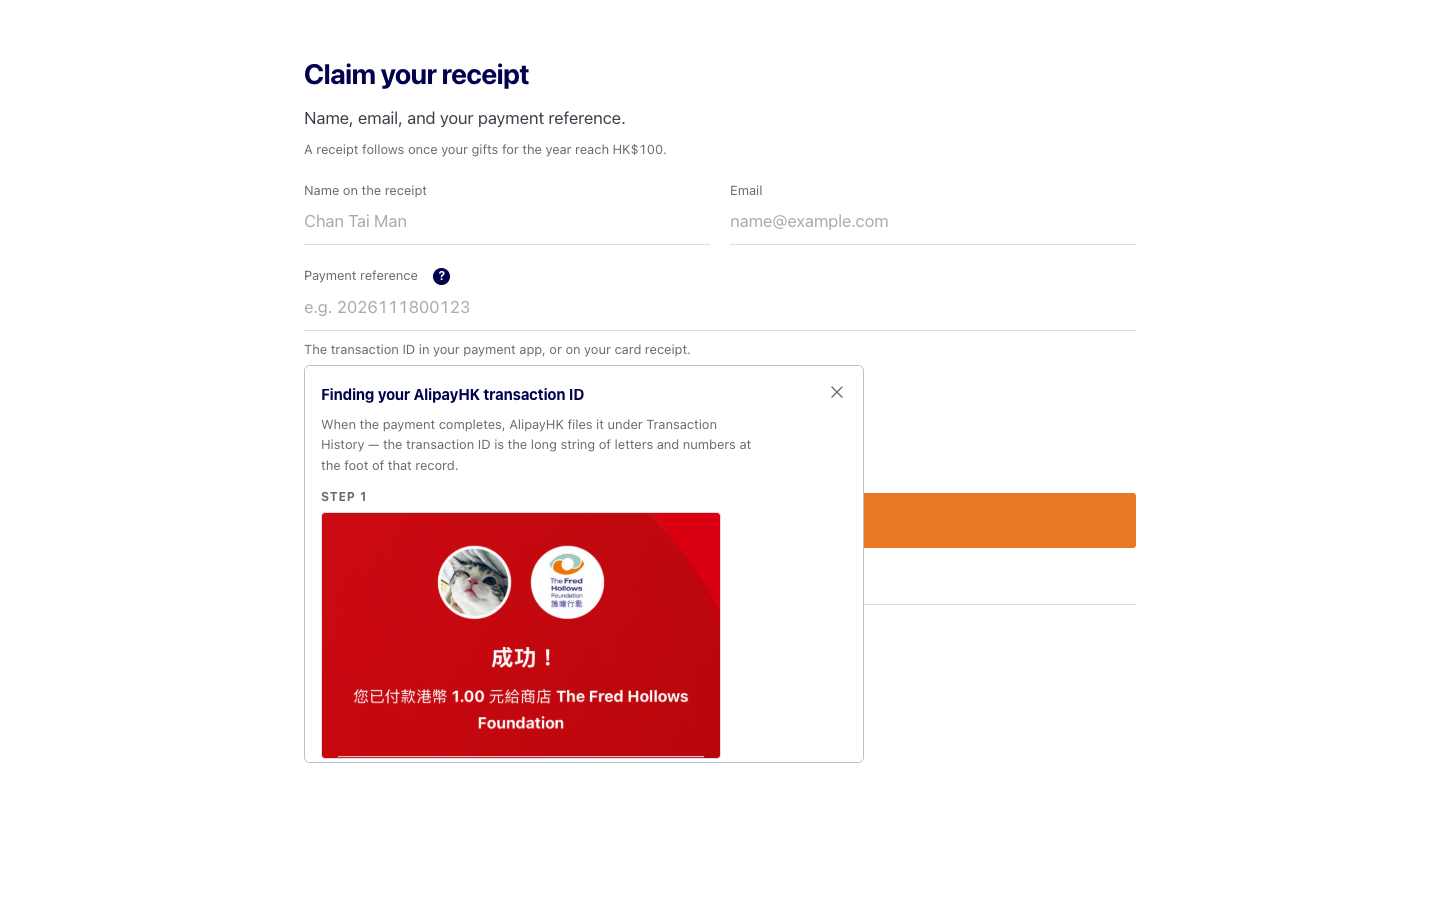 Claim your receipt
Name, email, and your payment reference.
A receipt follows once your gifts for the year reach HK$100.
Name on the receipt
Email
Chan Tai Man
name@example.com
Payment reference ?
e.g. 2026111800123
The transaction ID in your payment app, or on your card receipt.
Finding your AlipayHK transaction ID
When the payment completes, AlipayHK files it under Transaction
History — the transaction ID is the long string of letters and numbers at
the foot of that record.
STEP 1
The Fred
Hollows
Foundation
護瞳行動
成功！
您已付款港幣 1.00 元給商店 The Fred Hollows
Foundation